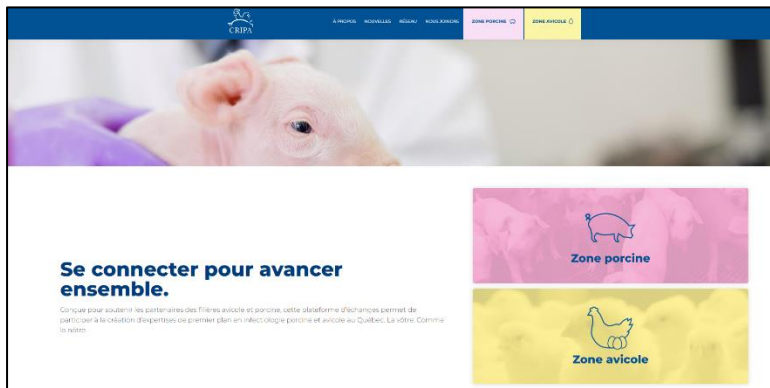 CRIPA
À PROPOS NOUVELLES RÉSEAU NOUS JOINDRE ZONE PORCINE ZONE AVICOLE
Zone porcine
Se connecter pour avancer
ensemble.
Conçue pour soutenir les partenaires des filières avicole et porcine, cette plateforme d'échanges permet de
participer à la création d'expertises de premier plan en infectiologie porcine et avicole au Québec. La vôtre. Comme
la nôtre.
Zone avicole